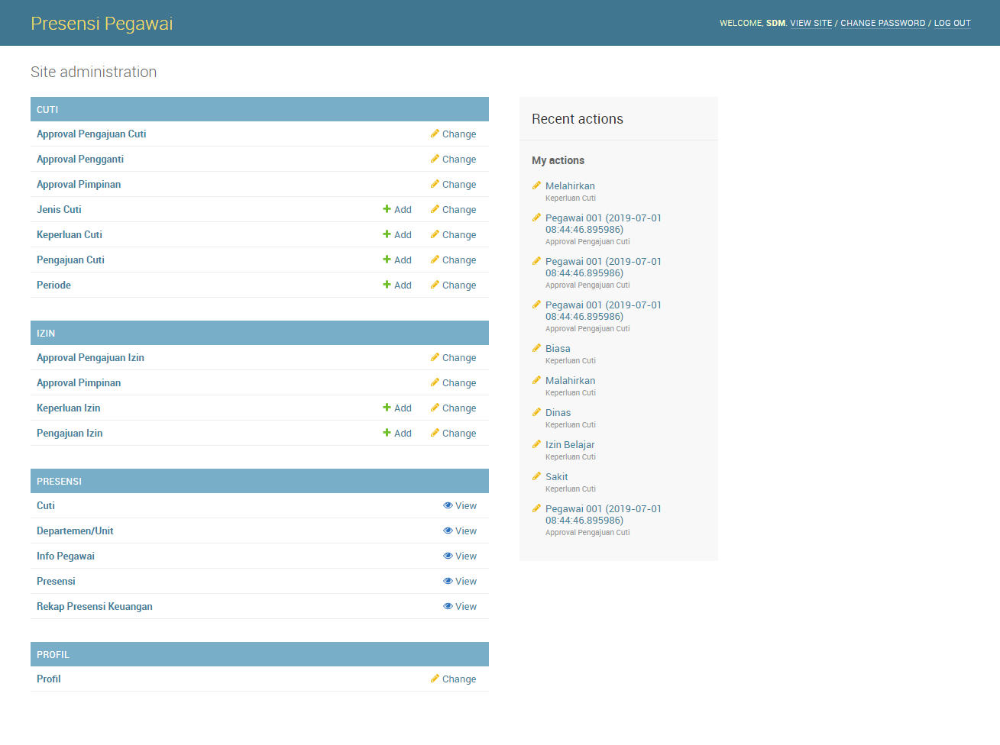 Presensi Pegawai
WELCOME, SDM. VIEW SITE / CHANGE PASSWORD / LOG OUT
Site administration
CUTI
Approval Pengajuan Cuti Change
Approval Pengganti Change
Approval Pimpinan Change
Jenis Cuti Add Change
Keperluan Cuti Add Change
Pengajuan Cuti Add Change
Periode Add Change
IZIN
Approval Pengajuan Izin Change
Approval Pimpinan Change
Keperluan Izin Add Change
Pengajuan Izin Add Change
PRESENSI
Cuti View
Departemen/Unit View
Info Pegawai View
Presensi View
Rekap Presensi Keuangan View
PROFIL
Profil Change
Recent actions
My actions
Melahirkan
Keperluan Cuti
Pegawai 001 (2019-07-01
08:44:46.895986)
Approval Pengajuan Cuti
Pegawai 001 (2019-07-01
08:44:46.895986)
Approval Pengajuan Cuti
Pegawai 001 (2019-07-01
08:44:46.895986)
Approval Pengajuan Cuti
Biasa
Keperluan Cuti
Malahirkan
Keperluan Cuti
Dinas
Keperluan Cuti
Izin Belajar
Keperluan Cuti
Sakit
Keperluan Cuti
Pegawai 001 (2019-07-01
08:44:46.895986)
Approval Pengajuan Cuti